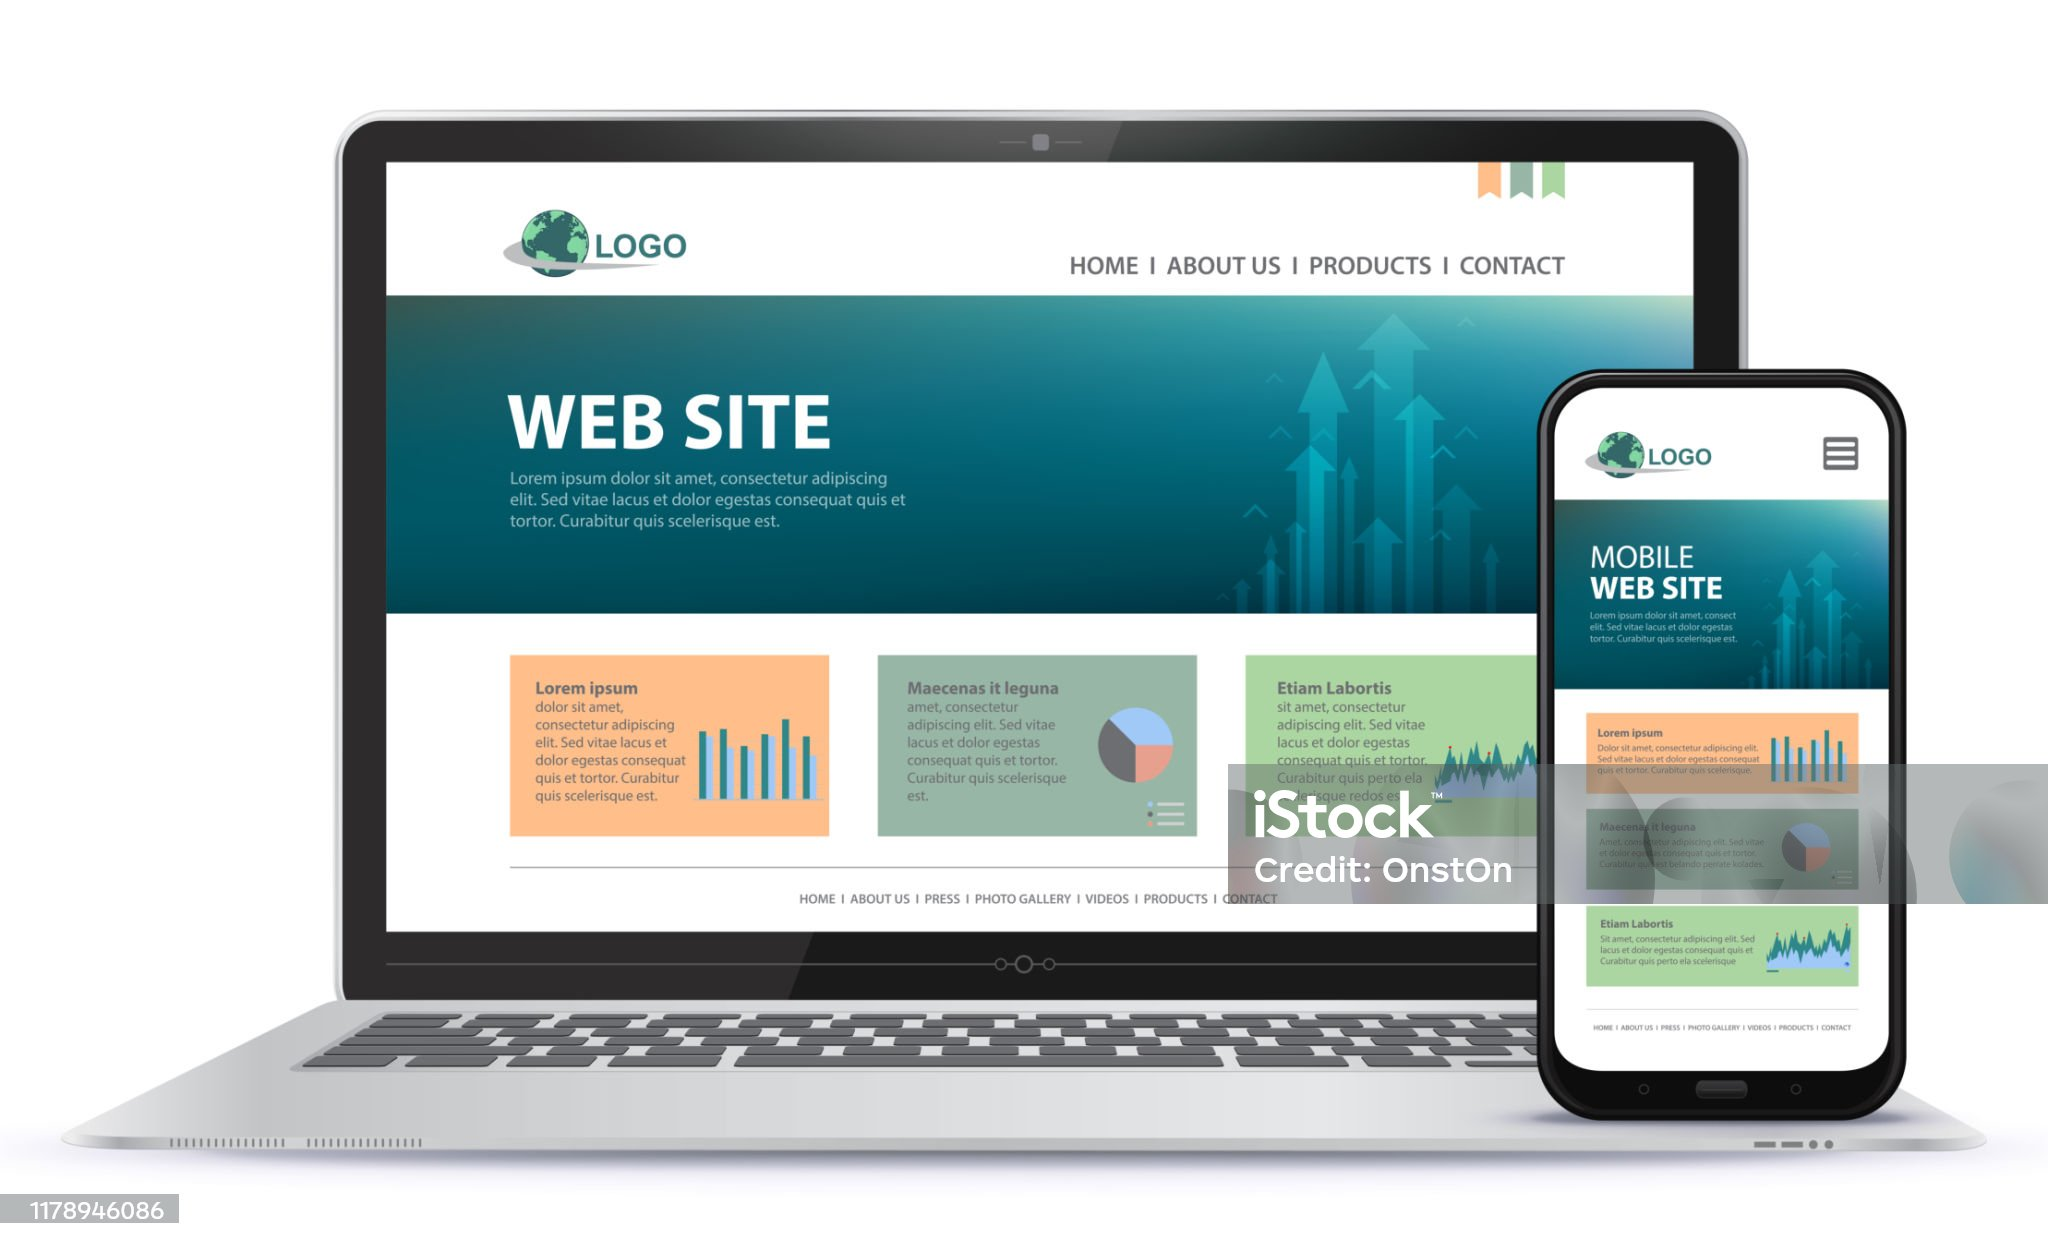 LOGO
HOME I ABOUT US I PRODUCTS I CONTACT
WEB SITE
Lorem ipsum dolor sit amet, consectetur adipiscing
elit. Sed vitae lacus et dolor egestas consequat quis et
tortor. Curabitur quis scelerisque est.
Lorem ipsum
dolor sit amet,
consectetur adipiscing
elit. Sed vitae lacus et
dolor egestas consequat
quis et tortor. Curabitur
quis scelerisque est.
Maecenas it leguna
amet, consectetur
adipiscing elit. Sed vitae
lacus et dolor egestas
consequat quis et tortor.
Curabitur quis scelerisque
est.
Etiam Labortis
sit amet, consectetur
adipiscing elit. Sed vitae
lacus et dolor egestas
consequat quis et tortor.
Curabitur quis perto ela
redos
HOME I ABOUT US I PRESS I PHOTO GALLERY I VIDEOS I PRODUCTS I CONTACT
LOGO
MOBILE
WEB SITE
Lorem ipsum dolor sit amet, consect
elit. Sed vitae lacus et dolor egestas
tortor. Curabitur quis scelerisque est.
Lorem ipsum
Dolor sit amet, consectetur adipiscing elit.
Sed vitae lacus et dolor egestas consequat
quis et tortor. Curabitur quis scelerisque.
Maecenas it leguna
Amet, consectetur adipiscing elit. Sed vitae
et dolor egestas consequat quis et tortor.
Curabitur quis est belando perrate kolades.
Etiam Labortis
Sit amet, consectetur adipiscing elit. Sed
lacus et dolor egestas consequat quis et
Curabitur quis perto ela scelerisque
HOME I ABOUT US I PRESS I PHOTO GALLERY I VIDEOS I PRODUCTS I CONTACT
iStock™
Credit: OnstOn
1178946086